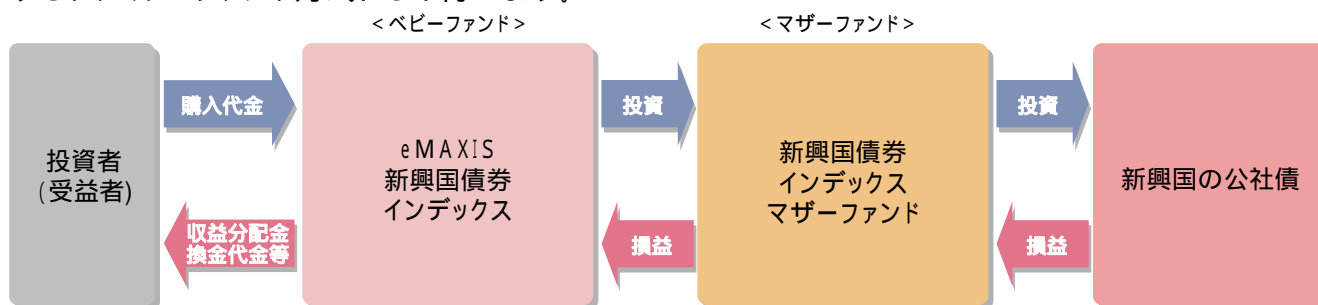 <ベビーファンド>
<マザーファンド>
購入代金
投資
投資
投資者
(受益者)
eMAXIS
新興国債券
インデックス
新興国債券
インデックス
マザーファンド
新興国の公社債
収益分配金
換金代金等
損益
損益